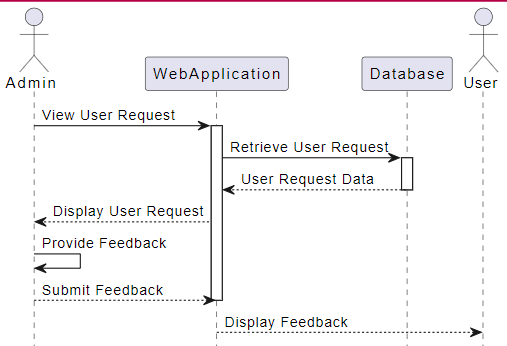 Admin
WebApplication
Database
User
View User Request
Retrieve User Request
User Request Data
Display User Request
Provide Feedback
Submit Feedback
Display Feedback